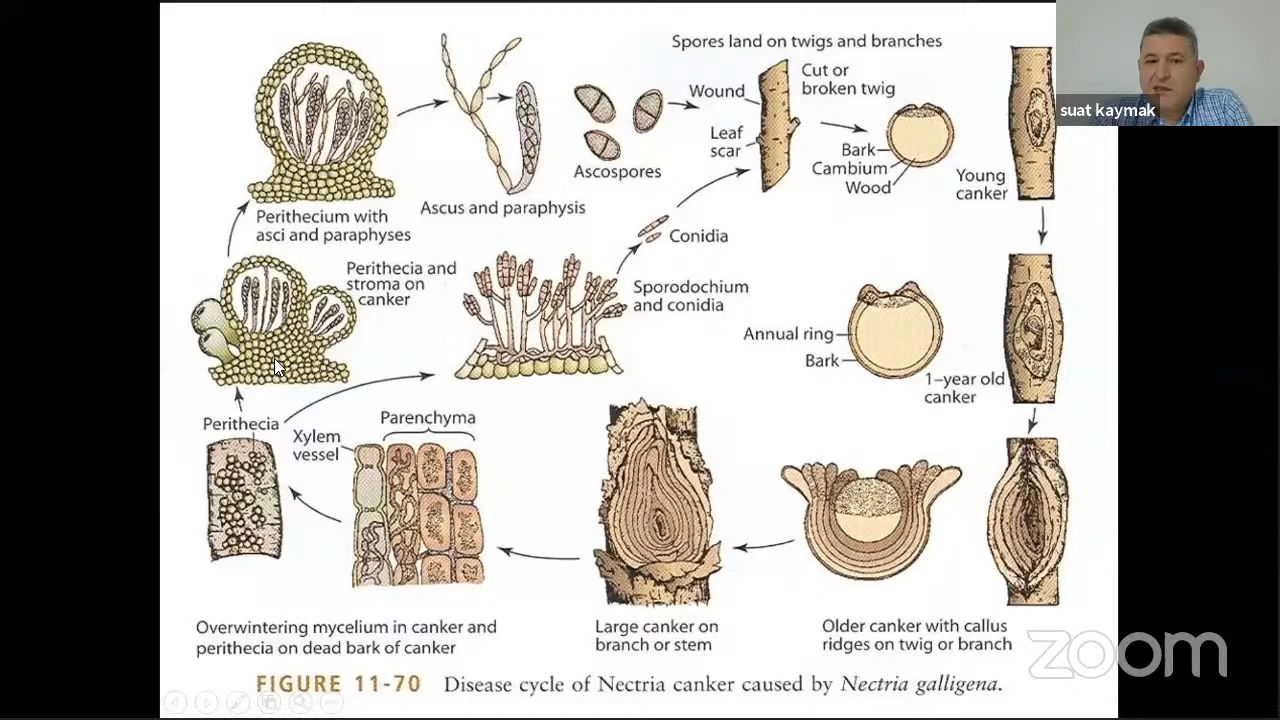 Spores land on twigs and branches
Wound
Cut or
broken twig
suat kaymak
Leaf
scar
Bark
Cambium
Wood
Young
canker
Ascospores
Ascus and paraphysis
Perithecium with
asci and paraphyses
Conidia
Perithecia and
stroma on
canker
Sporodochium
and conidia
Annual ring
Bark
1-year old
canker
Perithecia
Xylem
vessel
Parenchyma
Overwintering mycelium in canker and
perithecia on dead bark of canker
Large canker on
branch or stem
Older canker with callus
ridges on twig or branch
zoom
FIGURE 11-70 Disease cycle of Nectria canker caused by Nectria galligena.